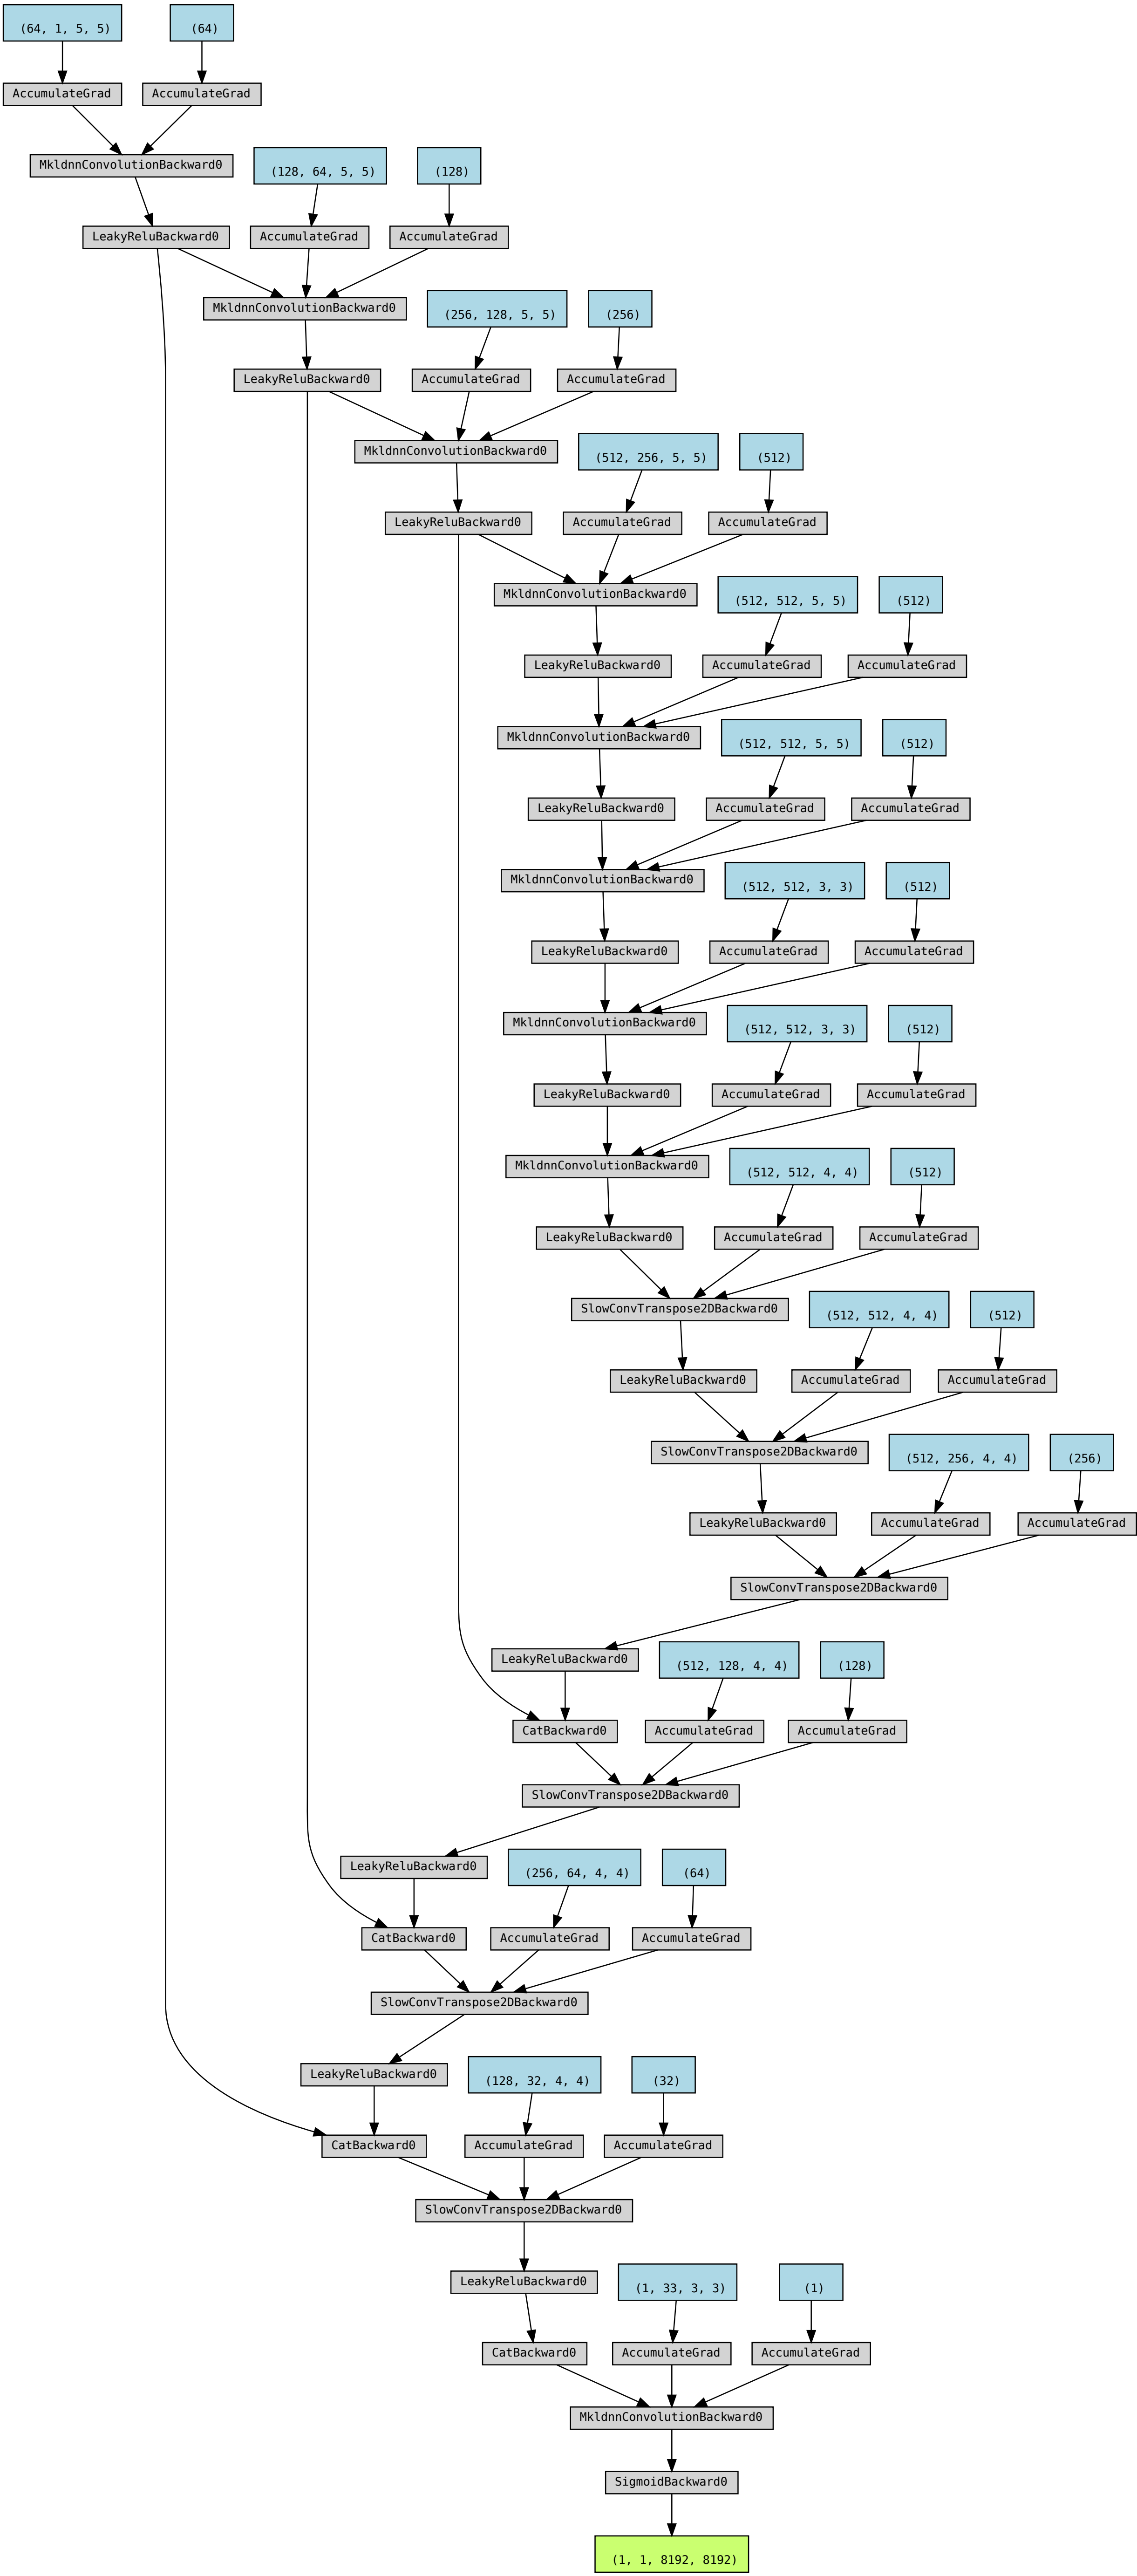 (64, 1, 5, 5)
(64)
AccumulateGrad
AccumulateGrad
MkldnnConvolutionBackward0
(128, 64, 5, 5)
(128)
LeakyReluBackward0
AccumulateGrad
AccumulateGrad
MkldnnConvolutionBackward0
(256, 128, 5, 5)
(256)
LeakyReluBackward0
AccumulateGrad
AccumulateGrad
MkldnnConvolutionBackward0
(512, 256, 5, 5)
(512)
LeakyReluBackward0
AccumulateGrad
AccumulateGrad
MkldnnConvolutionBackward0
(512, 512, 5, 5)
(512)
LeakyReluBackward0
AccumulateGrad
AccumulateGrad
MkldnnConvolutionBackward0
(512, 512, 5, 5)
(512)
LeakyReluBackward0
AccumulateGrad
AccumulateGrad
MkldnnConvolutionBackward0
(512, 512, 3, 3)
(512)
LeakyReluBackward0
AccumulateGrad
AccumulateGrad
MkldnnConvolutionBackward0
(512, 512, 3, 3)
(512)
LeakyReluBackward0
AccumulateGrad
AccumulateGrad
MkldnnConvolutionBackward0
(512, 512, 4, 4)
(512)
LeakyReluBackward0
AccumulateGrad
AccumulateGrad
SlowConvTranspose2DBackward0
(512, 512, 4, 4)
(512)
LeakyReluBackward0
AccumulateGrad
AccumulateGrad
SlowConvTranspose2DBackward0
(512, 256, 4, 4)
(256)
LeakyReluBackward0
AccumulateGrad
AccumulateGrad
SlowConvTranspose2DBackward0
LeakyReluBackward0
(512, 128, 4, 4)
(128)
CatBackward0
AccumulateGrad
AccumulateGrad
SlowConvTranspose2DBackward0
LeakyReluBackward0
(256, 64, 4, 4)
(64)
CatBackward0
AccumulateGrad
AccumulateGrad
SlowConvTranspose2DBackward0
LeakyReluBackward0
(128, 32, 4, 4)
(32)
CatBackward0
AccumulateGrad
AccumulateGrad
SlowConvTranspose2DBackward0
LeakyReluBackward0
(1, 33, 3, 3)
(1)
CatBackward0
AccumulateGrad
AccumulateGrad
MkldnnConvolutionBackward0
SigmoidBackward0
(1, 1, 8192, 8192)